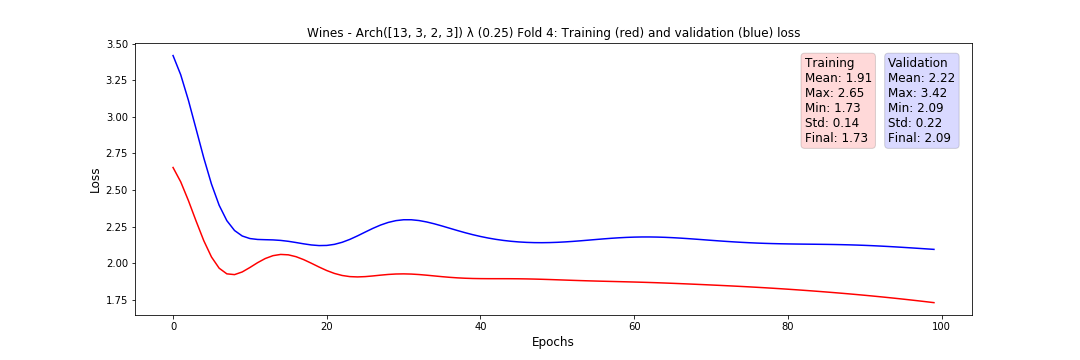 Wines - Arch([13, 3, 2, 3]) λ (0.25) Fold 4: Training (red) and validation (blue) loss
3.50
3.25
3.00
2.75
2.50
2.25
2.00
1.75
Loss
Training
Mean: 1.91
Max: 2.65
Min: 1.73
Std: 0.14
Final: 1.73
Validation
Mean: 2.22
Max: 3.42
Min: 2.09
Std: 0.22
Final: 2.09
0 20 40 60 80 100
Epochs